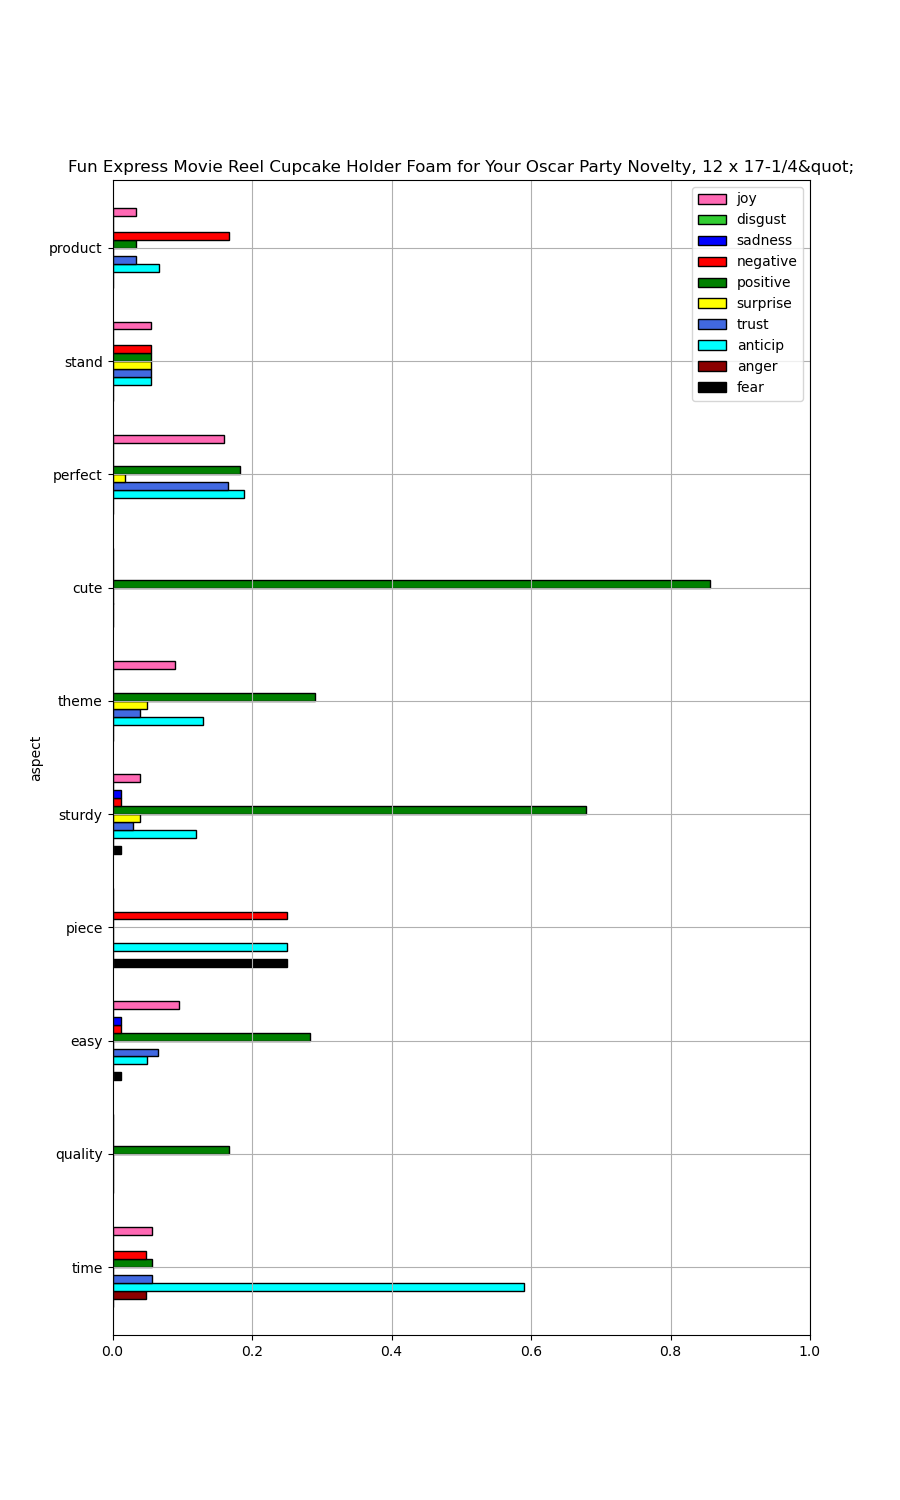 Fun Express Movie Reel Cupcake Holder Foam for Your Oscar Party Novelty, 12 x 17-1/4&quot;
joy
disgust
sadness
negative
positive
surprise
trust
anticip
anger
fear
product
stand
perfect
cute
theme
sturdy
piece
easy
quality
time
aspect
0.0 0.2 0.4 0.6 0.8 1.0